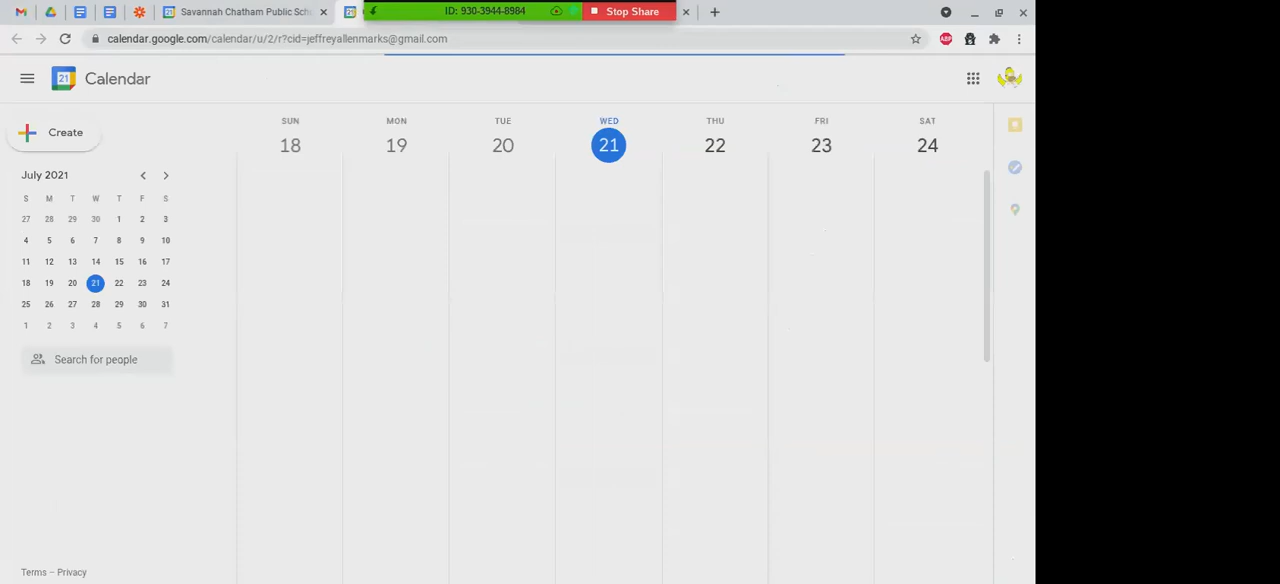 Savannah Chatham Public Sch
ID: 930-3944-8984
Stop Share
calendar.google.com/calendar/u/2/r?cid=jeffreyallenmarks@gmail.com
ABP
21 Calendar
Create
SUN MON TUE WED THU FRI SAT
18 19 20 21 22 23 24
July 2021
S M T W T F S
27 28 29 30 1 2 3
4 5 6 7 8 9 10
11 12 13 14 15 16 17
18 19 20 21 22 23 24
25 26 27 28 29 30 31
1 2 3 4 5 6 7
Search for people
Terms – Privacy